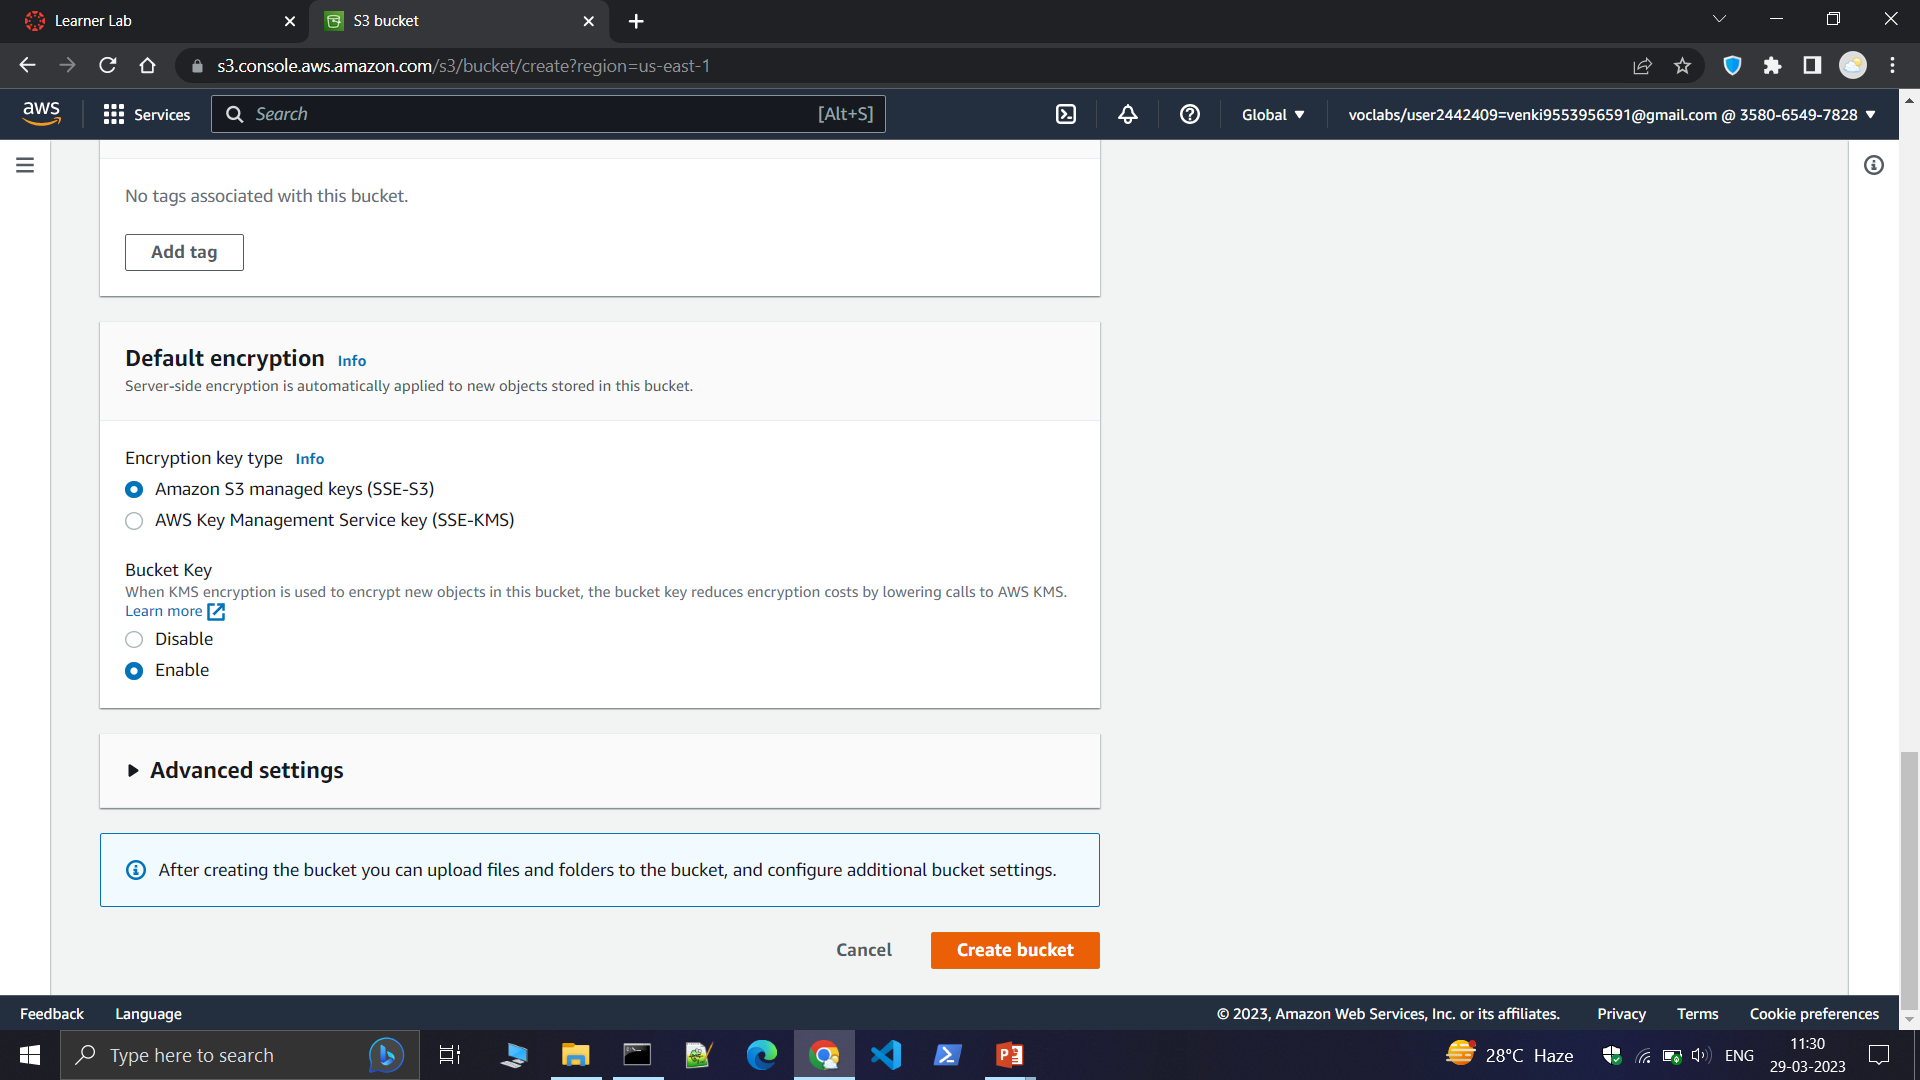 Learner Lab
S3 bucket
s3.console.aws.amazon.com/s3/bucket/create?region=us-east-1
aws
Services
Search
[Alt+S]
Global
voclabs/user2442409=venki9553956591@gmail.com @ 3580-6549-7828
No tags associated with this bucket.
Add tag
Default encryption Info
Server-side encryption is automatically applied to new objects stored in this bucket.
Encryption key type Info
Amazon S3 managed keys (SSE-S3)
AWS Key Management Service key (SSE-KMS)
Bucket Key
When KMS encryption is used to encrypt new objects in this bucket, the bucket key reduces encryption costs by lowering calls to AWS KMS.
Learn more
Disable
Enable
Advanced settings
After creating the bucket you can upload files and folders to the bucket, and configure additional bucket settings.
Cancel
Create bucket
Feedback
Language
© 2023, Amazon Web Services, Inc. or its affiliates.
Privacy
Terms
Cookie preferences
Type here to search
28°C Haze
ENG
11:30
29-03-2023